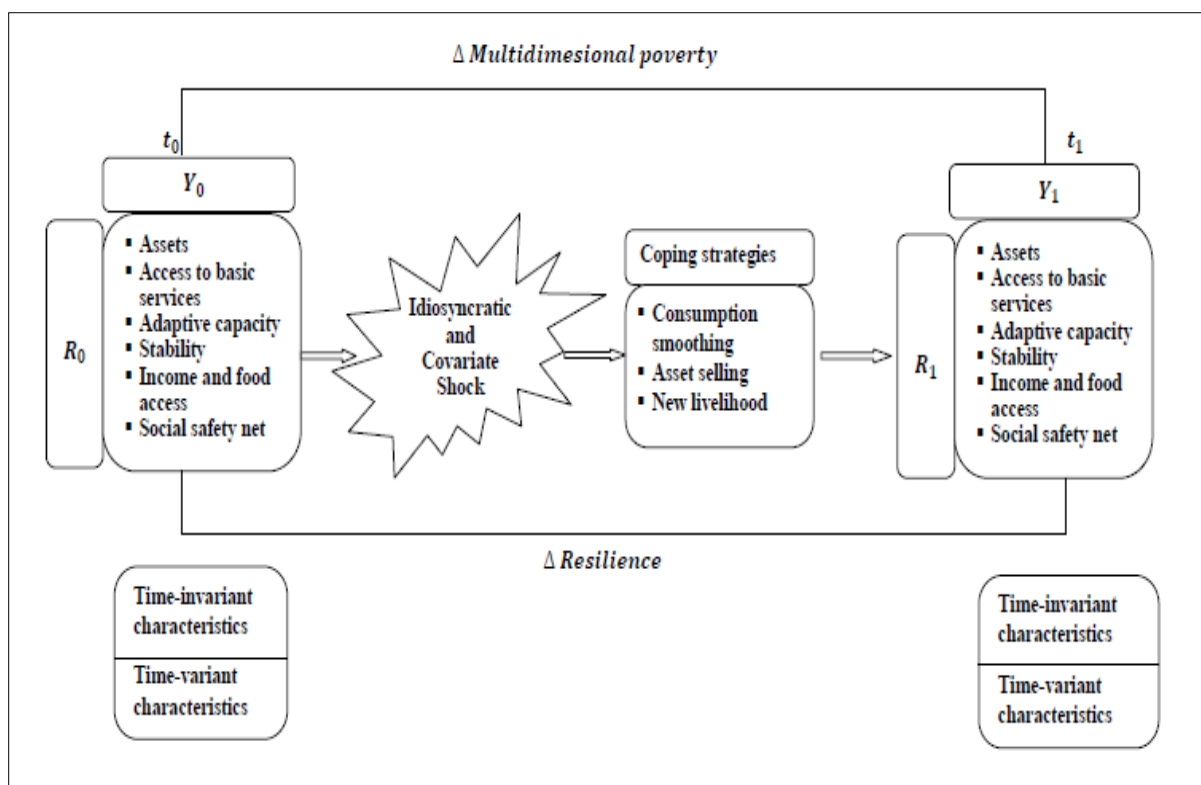 Δ Multidimesional poverty
t₀
t₁
Y₀
Y₁
R₀
▪ Assets
▪ Access to basic
services
▪ Adaptive capacity
▪ Stability
▪ Income and food
access
▪ Social safety net
Idiosyncratic
and
Covariate
Shock
Coping strategies
▪ Consumption
smoothing
▪ Asset selling
▪ New livelihood
R₁
▪ Assets
▪ Access to basic
services
▪ Adaptive capacity
▪ Stability
▪ Income and food
access
▪ Social safety net
Δ Resilience
Time-invariant
characteristics
Time-variant
characteristics
Time-invariant
characteristics
Time-variant
characteristics